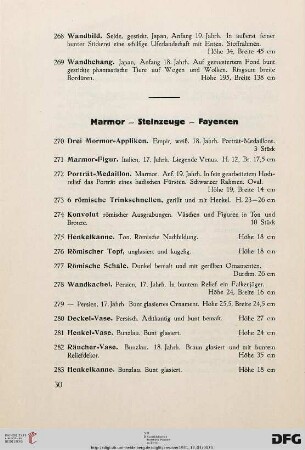 268 Wandbild. Seide, gestickt, Japan, Anfang 19. Jahrh. In äußerst feiner
bunter Stickerei eine schilfige Uferlandschaft mit Enten. Stoffrahmen.
Höhe 34, Breite 45 cm
269 Wandbehang. Japan, Anfang 18. Jahrh. Auf gemustertem Fond bunt
gestickte phantastische Tiere auf Wogen und Wolken. Ringsum breite
Bordüren. Höhe 195, Breite 138 cm
Marmor – Steinzeuge – Fayencen
270 Drei Marmor-Appliken. Empir, weiß. 18. Jahrh. Porträt-Medaillons.
3 Stück
271 Marmor-Figur. Italien, 17. Jahrh. Liegende Venus. H. 12, Br. 17,5 cm
272 Porträt-Medaillon. Marmor. Anf. 19. Jahrh. In fein gearbeitetem Hoch-
relief das Porträt eines hessischen Fürsten. Schwarzer Rahmen. Oval.
Höhe 19, Breite 14 cm
273 6 römische Trinkschnellen, gerillt und mit Henkel. H. 23—26 cm
274 Konvolut römischer Ausgrabungen. Väschen und Figuren in Ton und
Bronze. 10 Stück
275 Henkelkanne. Ton. Römische Nachbildung. Höhe 18 cm
276 Römischer Topf, unglasiert und kugelig. Höhe 18 cm
277 Römische Schale. Dunkel bemalt und mit gerillten Ornamenten.
Durchm. 26 cm
278 Wandkachel. Persien, 17. Jahrh. In buntem Relief ein Falkenjäger.
Höhe 24, Breite 16 cm
279 — Persien, 17. Jahrh. Bunt glasiertes Ornament. Höhe 25,5, Breite 24,5 cm
280 Deckel-Vase. Persisch. Achtkantig und bunt bemalt. Höhe 27 cm
281 Henkel-Vase. Bunzlau. Bunt glasiert. Höhe 24 cm
282 Räucher-Vase. Bunzlau. 18. Jahrh. Braun glasiert und mit buntem
Reliefdekor. Höhe 35 cm
283 Henkelkanne. Bunzlau. Bunt glasiert. Höhe 18 cm
30
DFG